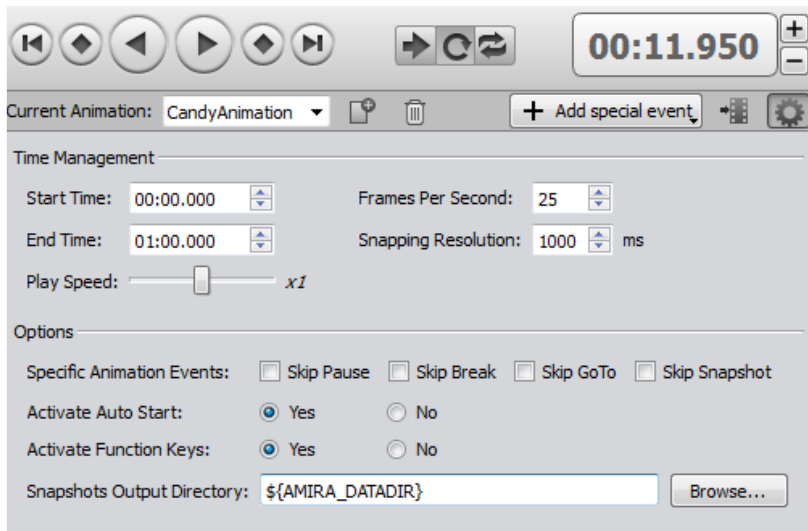 00:11.950
Current Animation: CandyAnimation + Add special event
Time Management
Start Time: 00:00.000 Frames Per Second: 25
End Time: 01:00.000 Snapping Resolution: 1000 ms
Play Speed: x1
Options
Specific Animation Events: Skip Pause Skip Break Skip GoTo Skip Snapshot
Activate Auto Start: Yes No
Activate Function Keys: Yes No
Snapshots Output Directory: ${AMIRA_DATADIR} Browse...